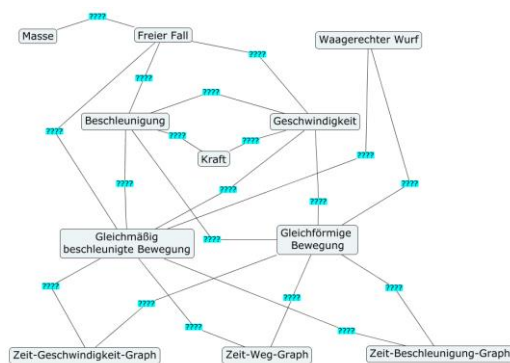 ????
Masse
Freier Fall
Waagerechter Wurf
????
????
????
Beschleunigung
Geschwindigkeit
????
????
????
Kraft
????
????
????
????
????
Gleichmäßig
beschleunigte Bewegung
????
Gleichförmige
Bewegung
????
????
????
????
????
????
????
Zeit-Geschwindigkeit-Graph
Zeit-Weg-Graph
Zeit-Beschleunigung-Graph